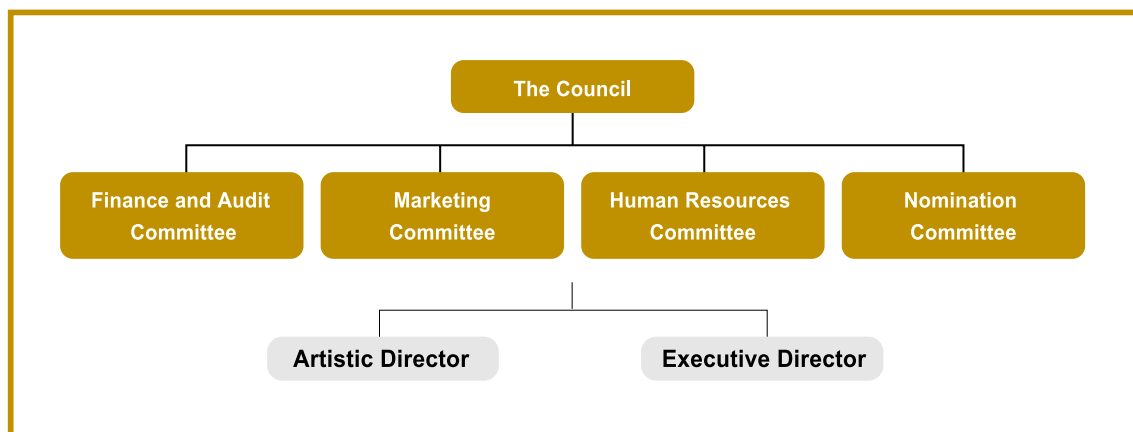 The Council
Finance and Audit
Committee
Marketing
Committee
Human Resources
Committee
Nomination
Committee
Artistic Director
Executive Director